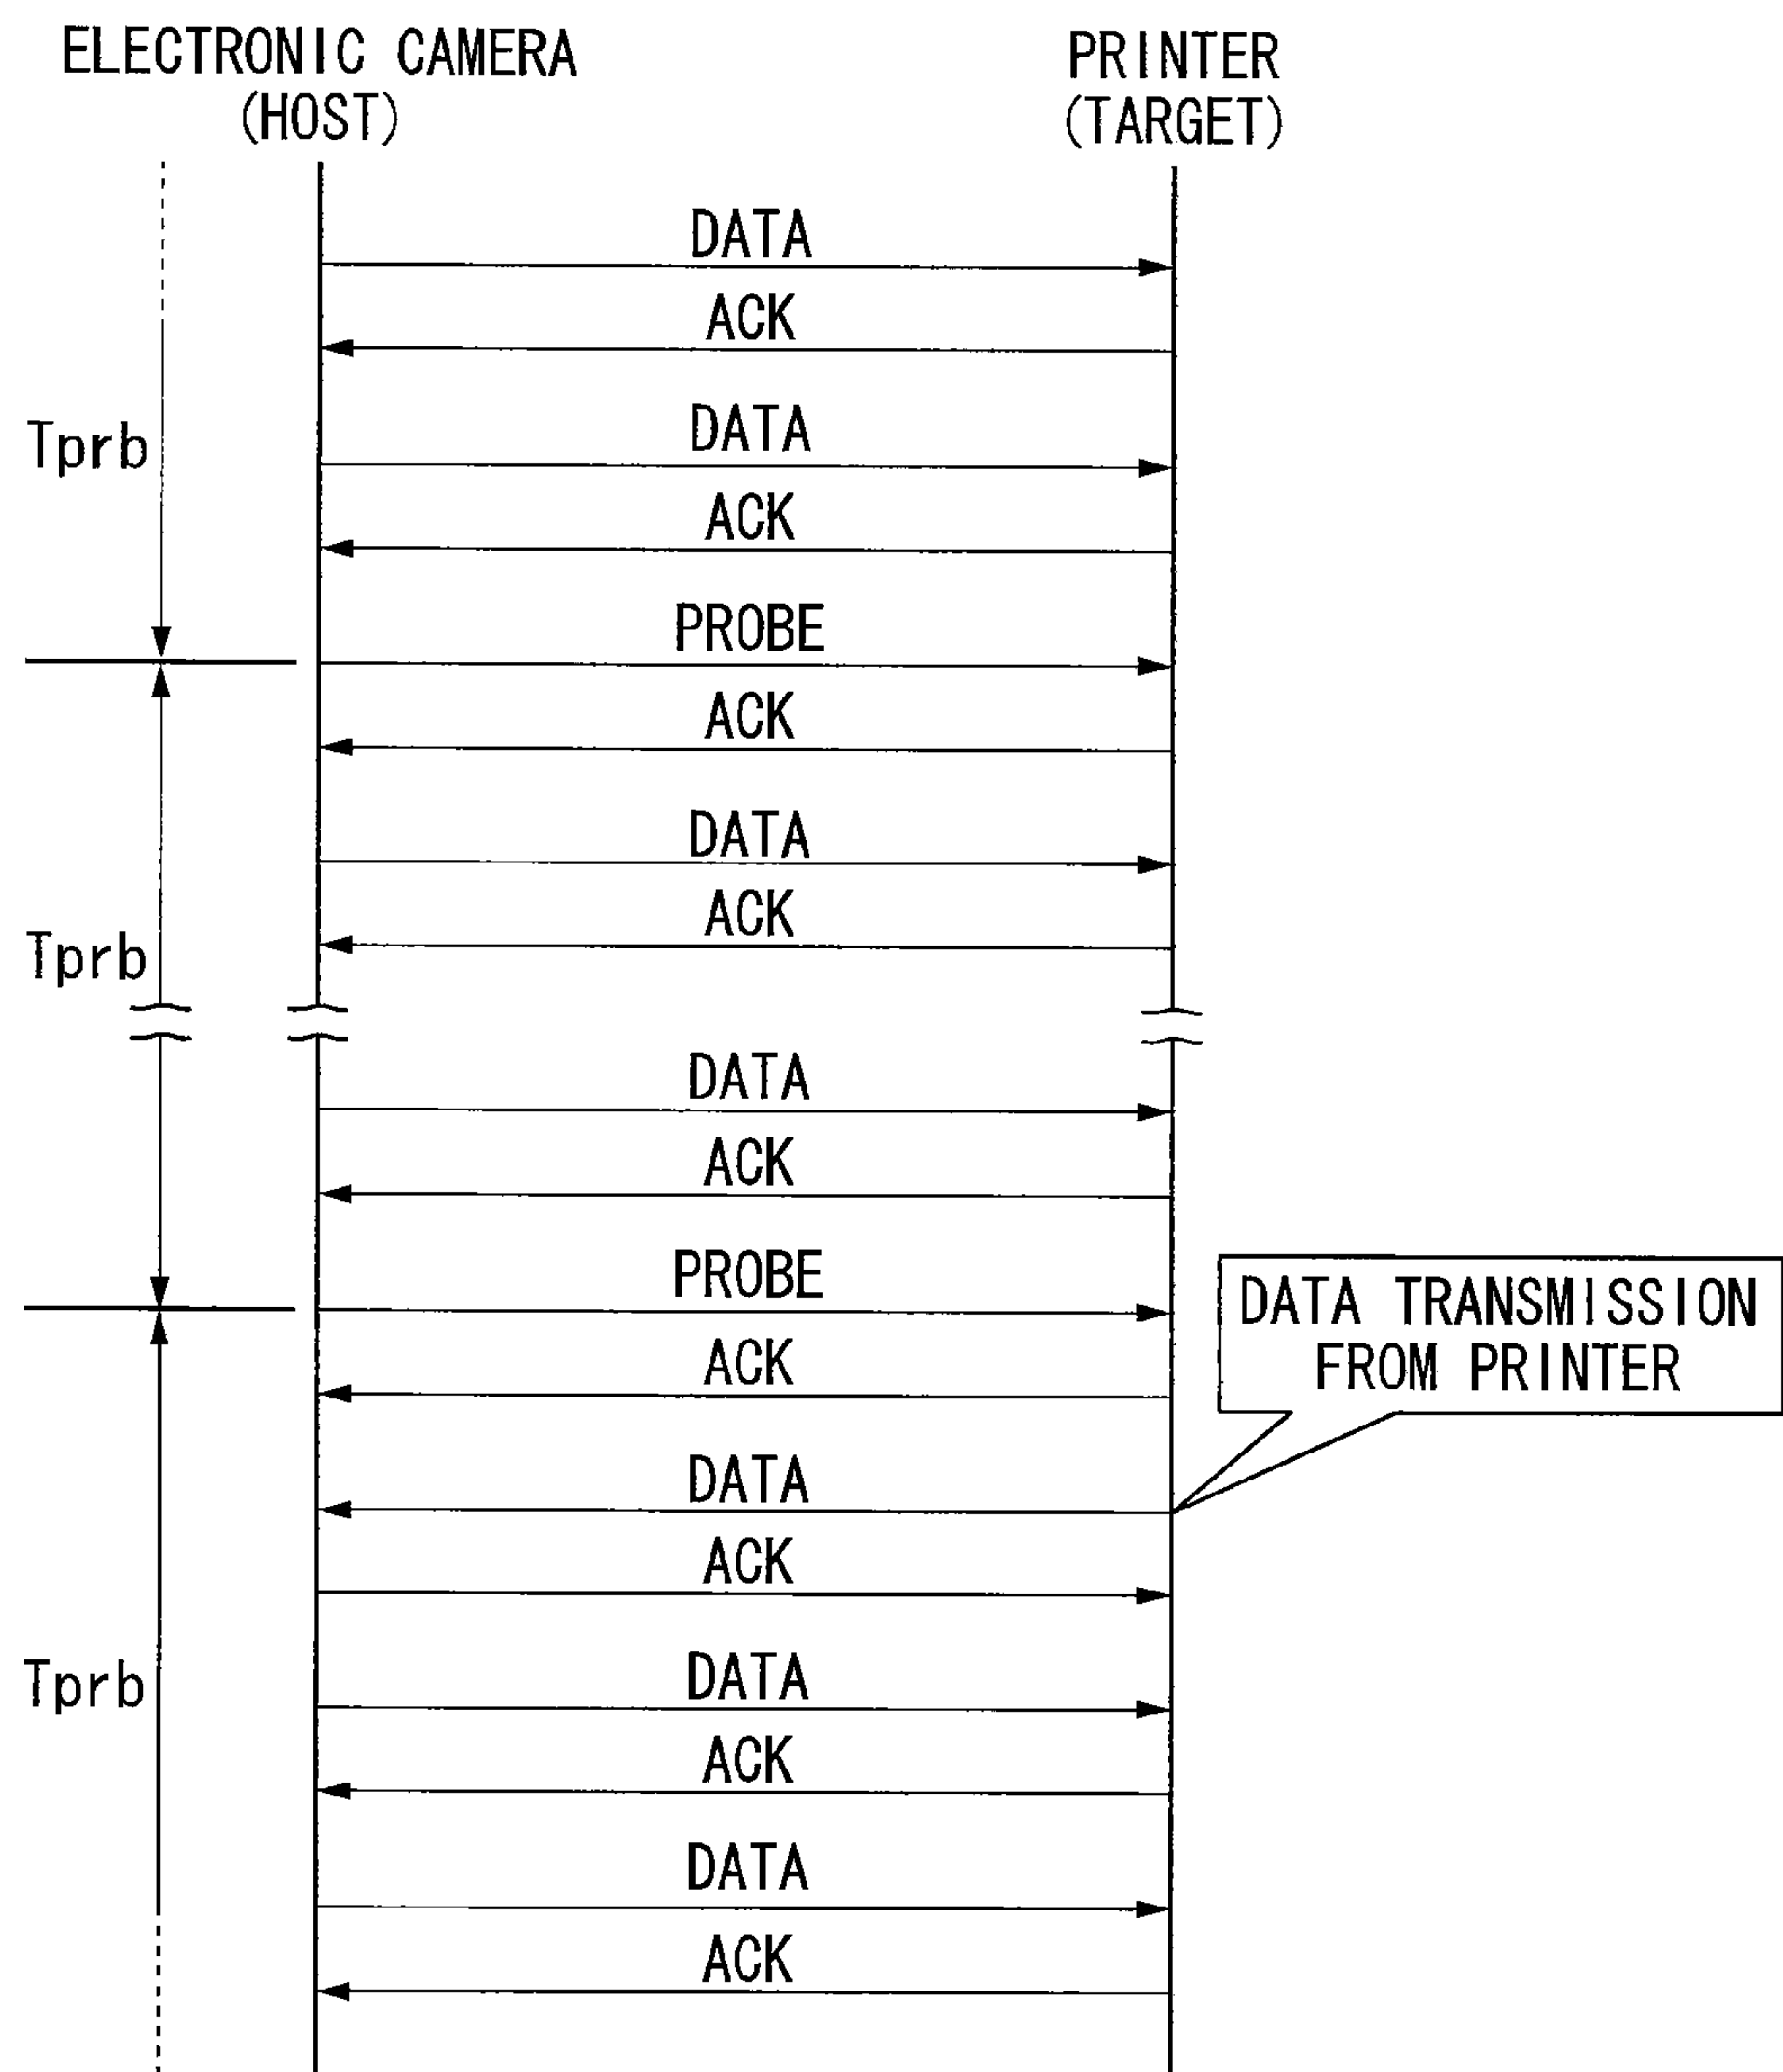 ELECTRONIC CAMERA
(HOST)
PRINTER
(TARGET)
DATA
ACK
Tprb
DATA
ACK
PROBE
ACK
DATA
ACK
Tprb
DATA
ACK
PROBE
DATA TRANSMISSION
FROM PRINTER
ACK
DATA
ACK
Tprb
DATA
ACK
DATA
ACK